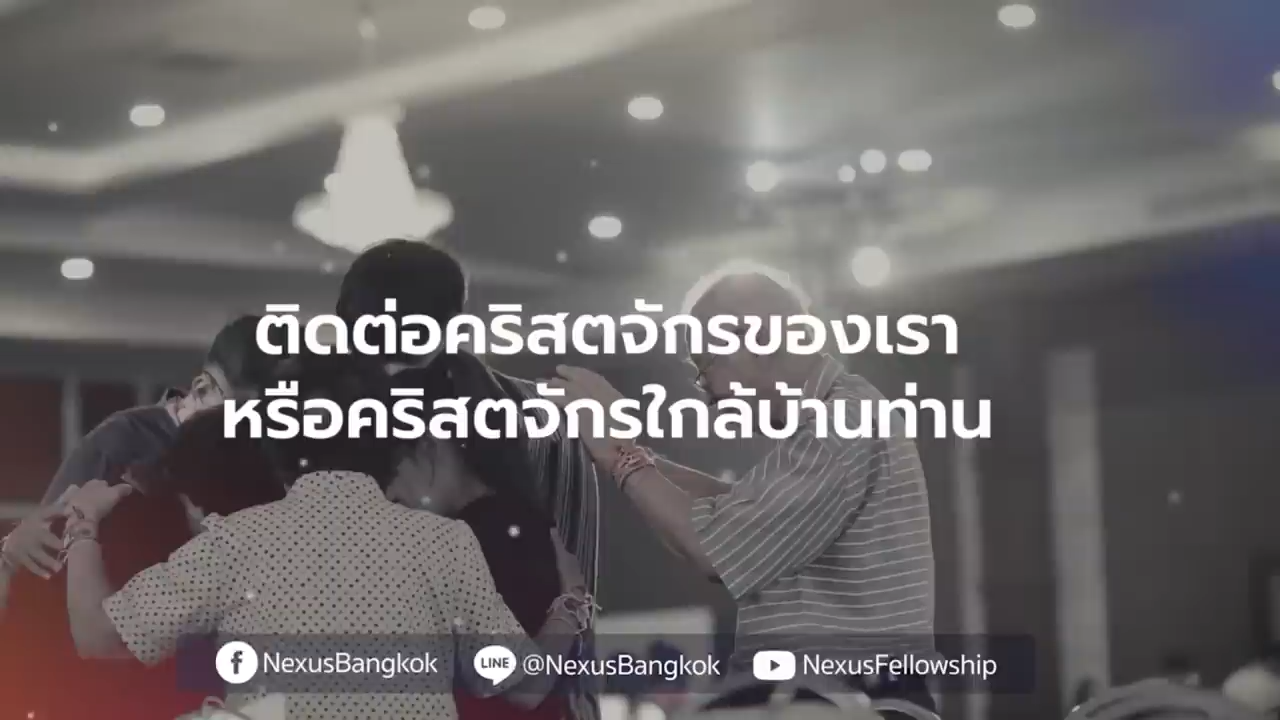 ติดต่อคริสตจักรของเรา
หรือคริสตจักรใกล้บ้านท่าน
NexusBangkok LINE @NexusBangkok NexusFellowship